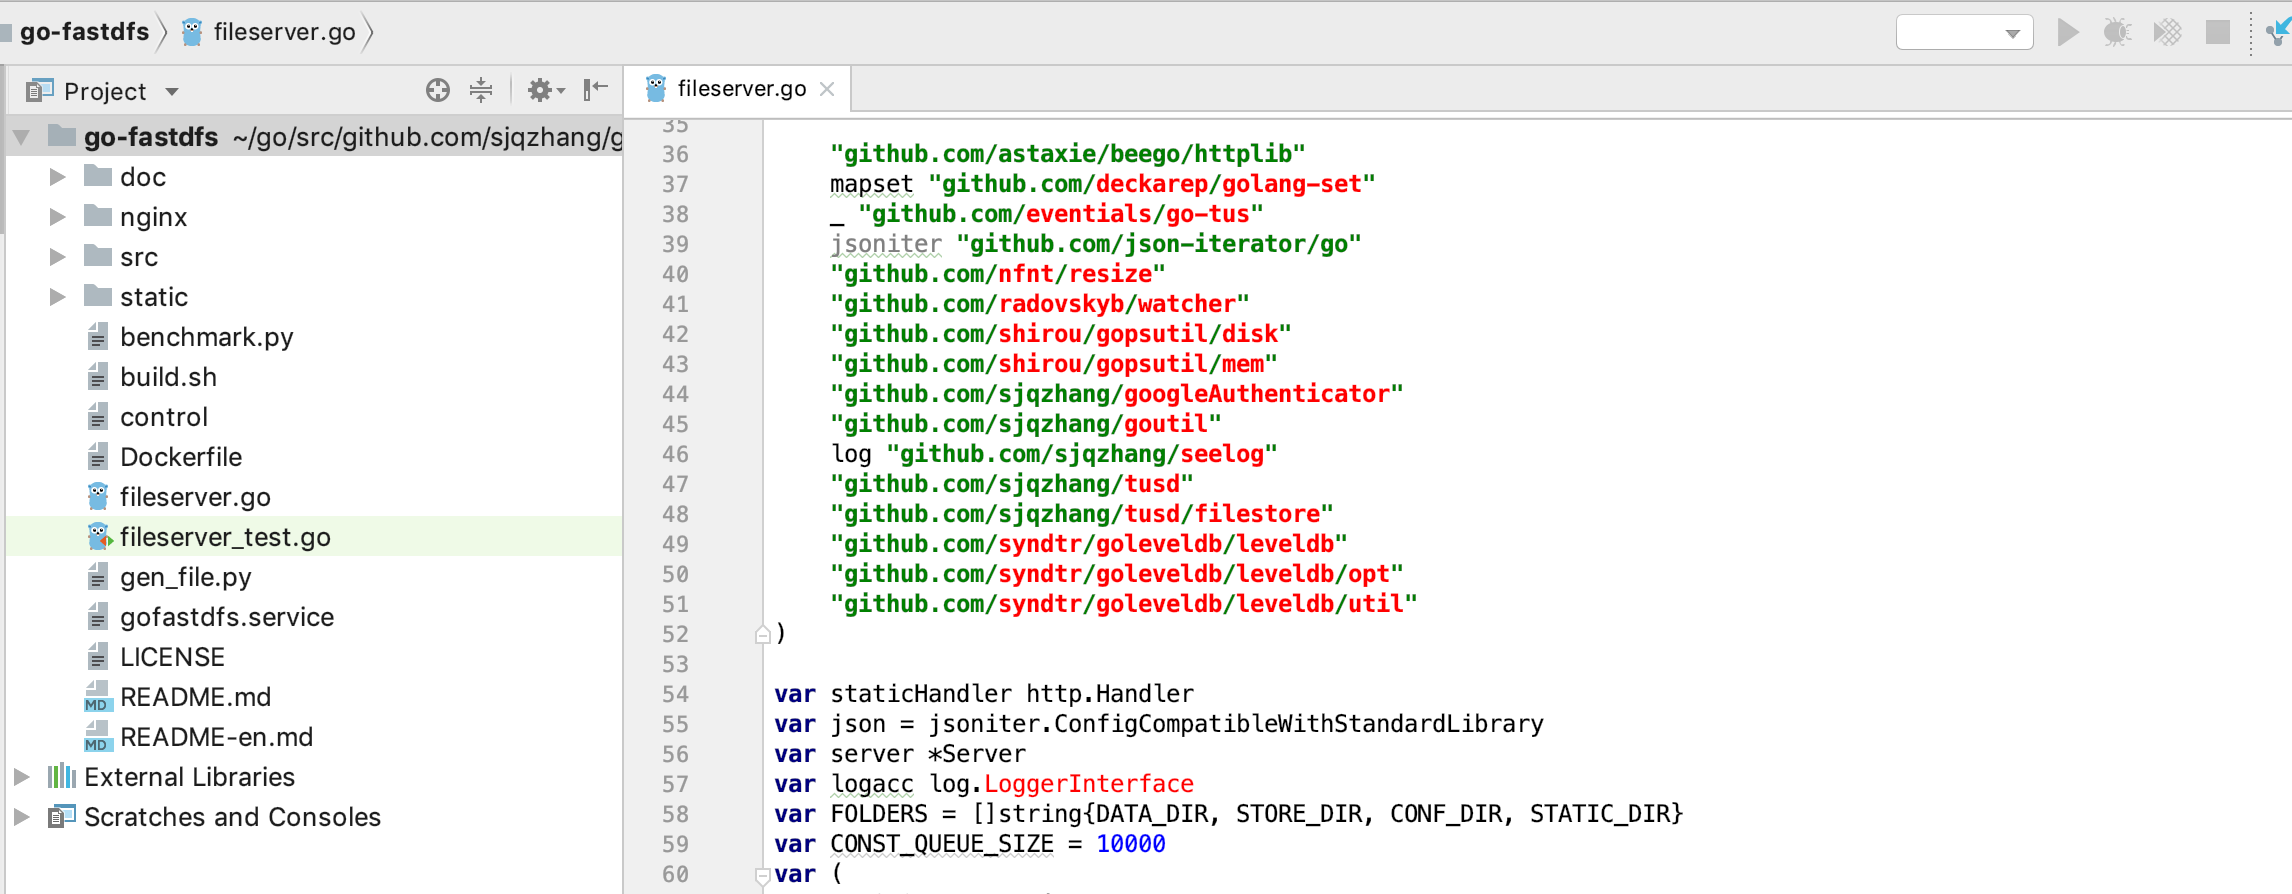 go-fastdfs fileserver.go
Project
fileserver.go
go-fastdfs ~/go/src/github.com/sjqzhang/g
doc
nginx
src
static
benchmark.py
build.sh
control
Dockerfile
fileserver.go
fileserver_test.go
gen_file.py
gofastdfs.service
LICENSE
MD README.md
MD README-en.md
External Libraries
Scratches and Consoles
35
36 "github.com/astaxie/beego/httplib"
37 mapset "github.com/deckarep/golang-set"
38 _ "github.com/eventials/go-tus"
39 jsoniter "github.com/json-iterator/go"
40 "github.com/nfnt/resize"
41 "github.com/radovskyb/watcher"
42 "github.com/shirou/gopsutil/disk"
43 "github.com/shirou/gopsutil/mem"
44 "github.com/sjqzhang/googleAuthenticator"
45 "github.com/sjqzhang/goutil"
46 log "github.com/sjqzhang/seelog"
47 "github.com/sjqzhang/tusd"
48 "github.com/sjqzhang/tusd/filestore"
49 "github.com/syndtr/goleveldb/leveldb"
50 "github.com/syndtr/goleveldb/leveldb/opt"
51 "github.com/syndtr/goleveldb/leveldb/util"
52 )
53
54 var staticHandler http.Handler
55 var json = jsoniter.ConfigCompatibleWithStandardLibrary
56 var server *Server
57 var logacc log.LoggerInterface
58 var FOLDERS = []string{DATA_DIR, STORE_DIR, CONF_DIR, STATIC_DIR}
59 var CONST_QUEUE_SIZE = 10000
60 var (